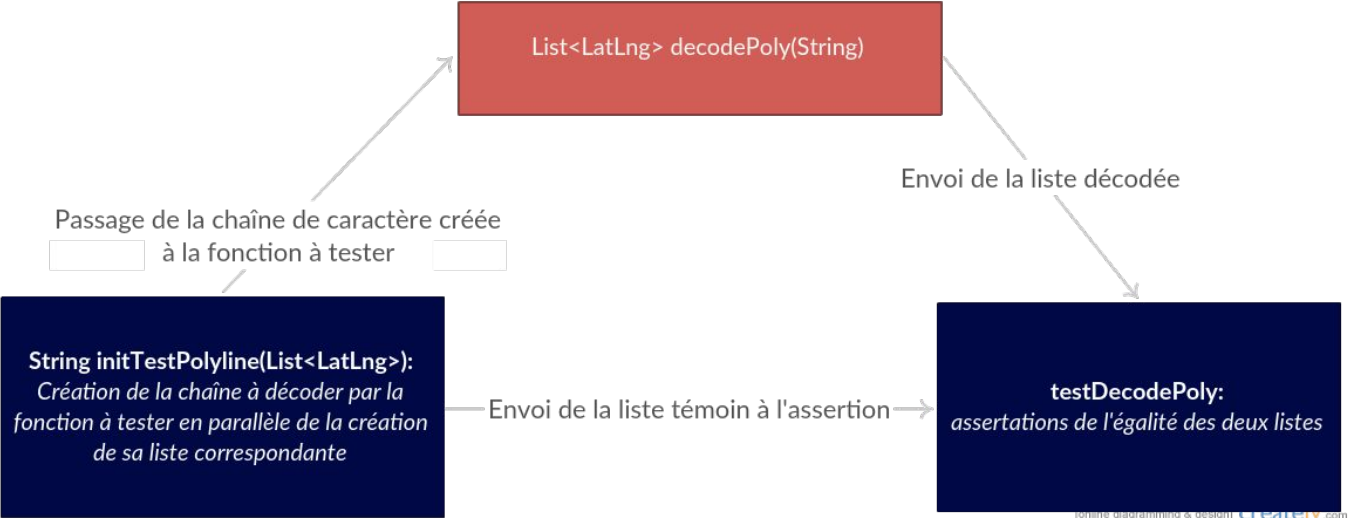 List<LatLng> decodePoly(String)
Envoi de la liste décodée
Passage de la chaîne de caractère créée
à la fonction à tester
String initTestPolyline(List<LatLng>):
Création de la chaîne à décoder par la
fonction à tester en parallèle de la création
de sa liste correspondante
Envoi de la liste témoin à l'assertion
testDecodePoly:
assertations de l'égalité des deux listes